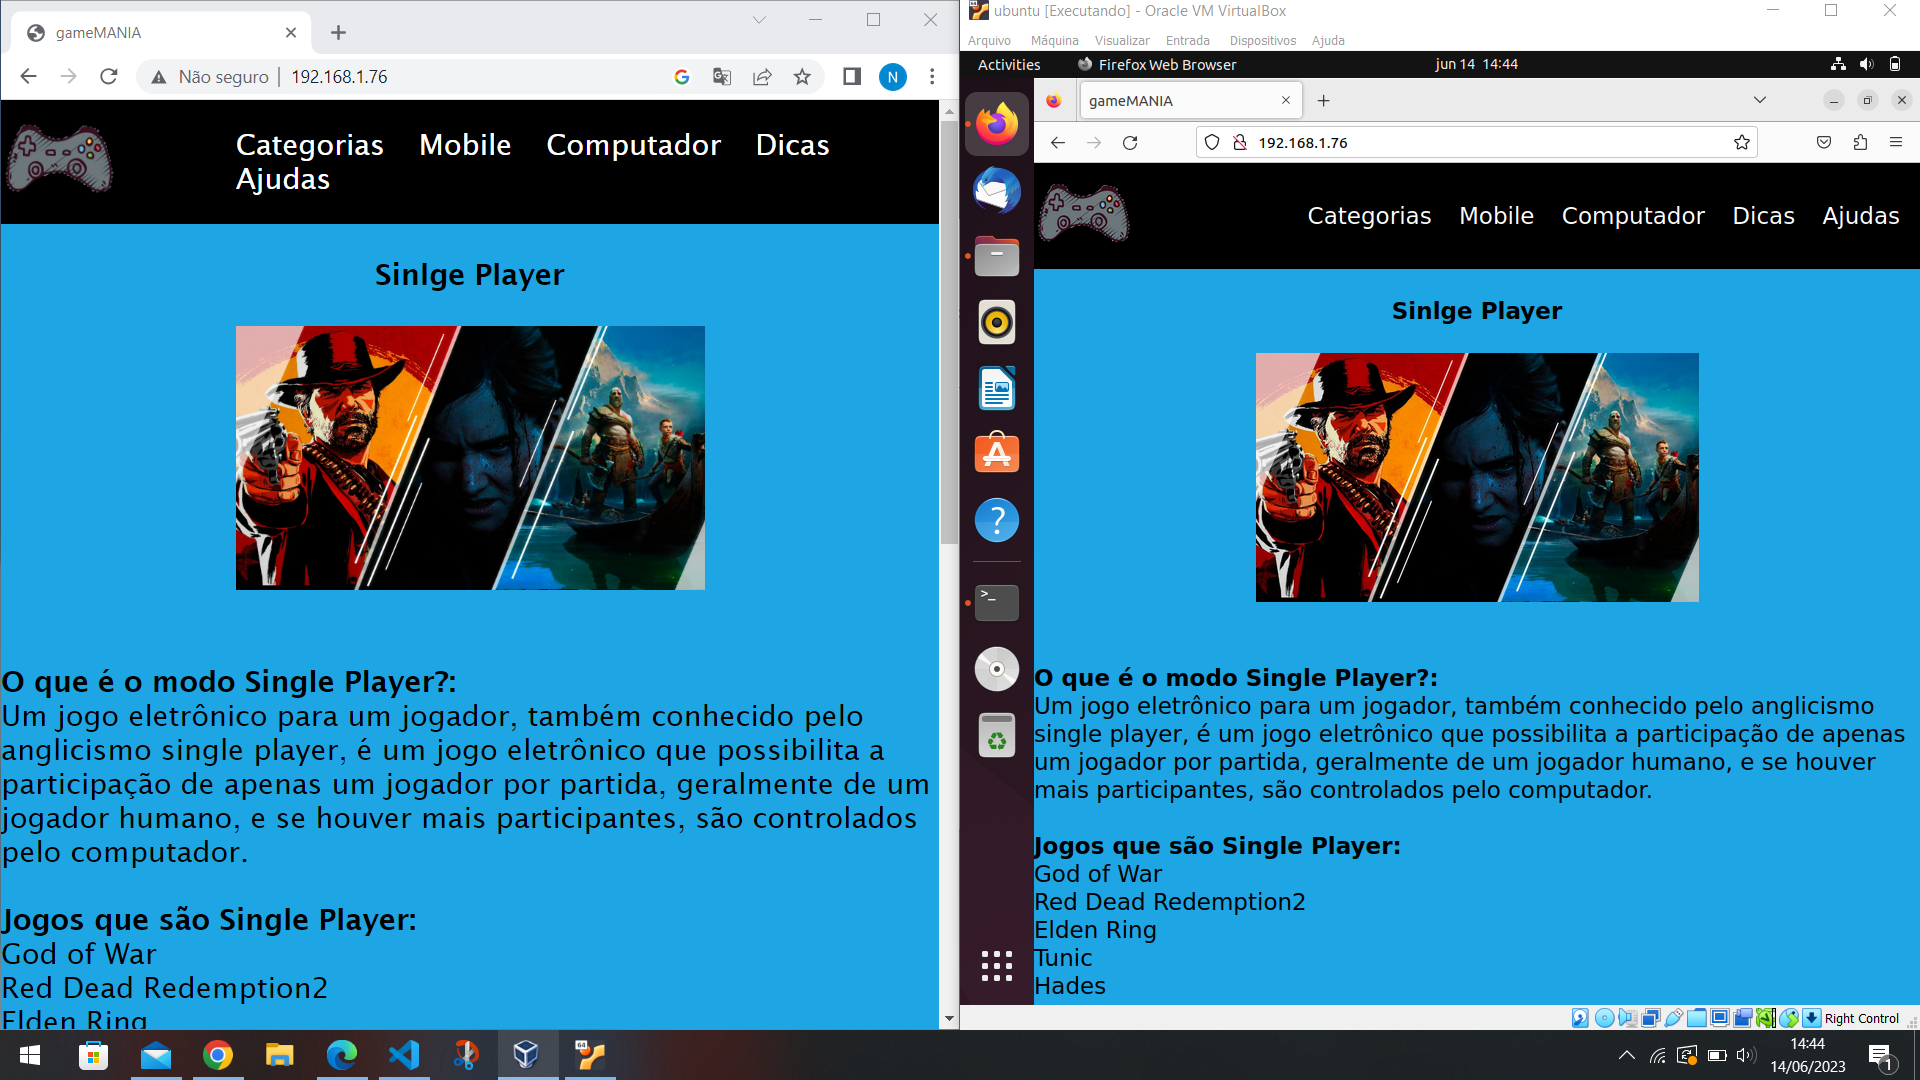 gameMANIA
Não seguro
192.168.1.76
N
Categorias Mobile Computador Dicas
Ajudas
Sinlge Player
O que é o modo Single Player?:
Um jogo eletrônico para um jogador, também conhecido pelo
anglicismo single player, é um jogo eletrônico que possibilita a
participação de apenas um jogador por partida, geralmente de um
jogador humano, e se houver mais participantes, são controlados
pelo computador.
Jogos que são Single Player:
God of War
Red Dead Redemption2
Elden Ring
ubuntu [Executando] - Oracle VM VirtualBox
Arquivo Máquina Visualizar Entrada Dispositivos Ajuda
Activities Firefox Web Browser jun 14 14:44
gameMANIA
192.168.1.76
Categorias Mobile Computador Dicas Ajudas
Sinlge Player
O que é o modo Single Player?:
Um jogo eletrônico para um jogador, também conhecido pelo anglicismo
single player, é um jogo eletrônico que possibilita a participação de apenas
um jogador por partida, geralmente de um jogador humano, e se houver
mais participantes, são controlados pelo computador.
Jogos que são Single Player:
God of War
Red Dead Redemption2
Elden Ring
Tunic
Hades
Right Control
64
14:44
14/06/2023
1